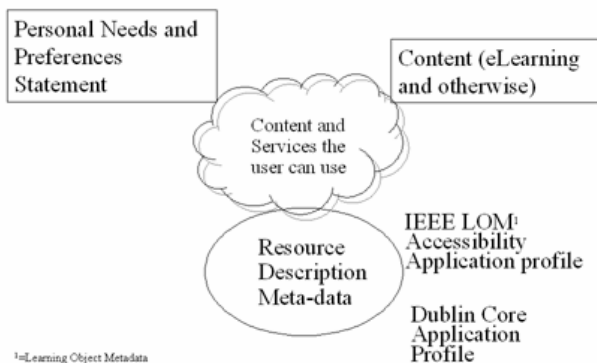 Personal Needs and
Preferences
Statement
Content (eLearning
and otherwise)
Content and
Services the
user can use
Resource
Description
Meta-data
IEEE LOM¹
Accessibility
Application profile
Dublin Core
Application
Profile
¹=Learning Object Metadata